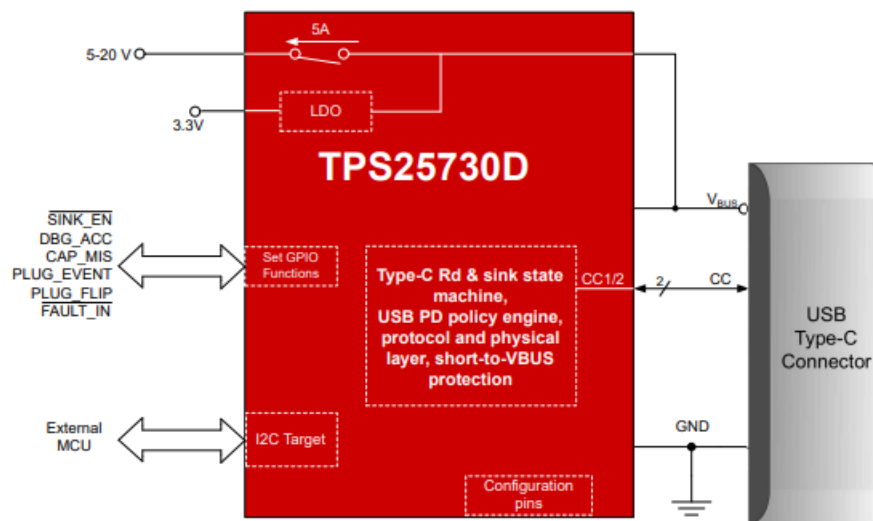 5A
5-20 V
LDO
3.3V
TPS25730D
SINK_EN
DBG_ACC
CAP_MIS
PLUG_EVENT
PLUG_FLIP
FAULT_IN
Set GPIO
Functions
Type-C Rd & sink state
machine,
USB PD policy engine,
protocol and physical
layer, short-to-VBUS
protection
CC1/2
2
CC
VBUS
USB
Type-C
Connector
External
MCU
I2C Target
GND
Configuration
pins